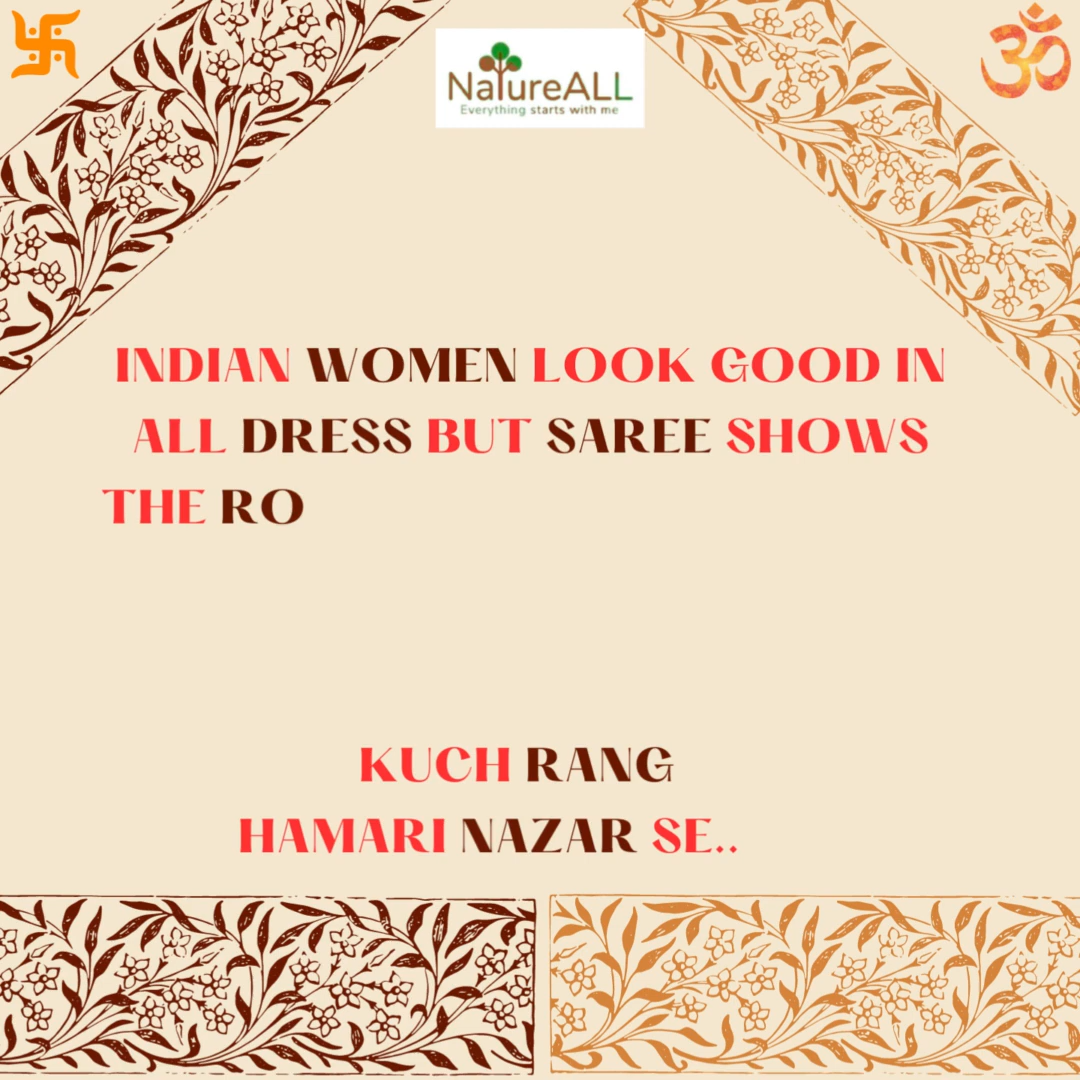 ॐ
NatureALL
Everything starts with me
INDIAN WOMEN LOOK GOOD IN
ALL DRESS BUT SAREE SHOWS
THE RO
KUCH RANG
HAMARI NAZAR SE..